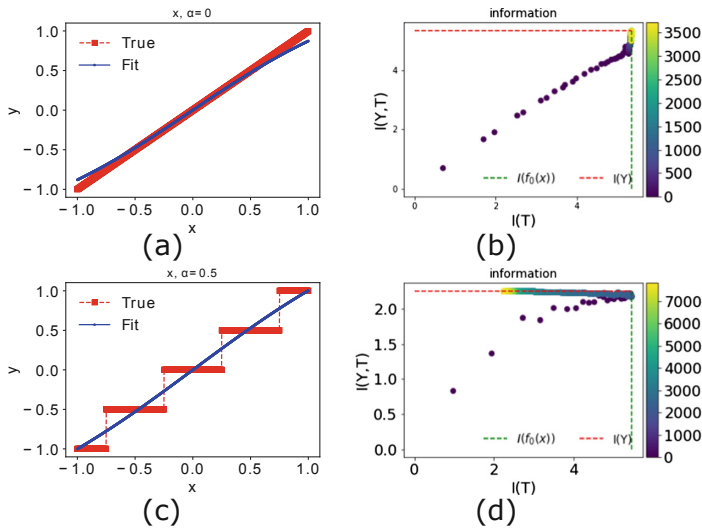 x, α=0
y
1.0
0.5
0.0
−0.5
−1.0
True
Fit
−1.0 −0.5 0.0 0.5 1.0
x
(a)
information
I(Y,T)
4
2
0
I(f₀(x)) I(Y)
0 2 4
I(T)
3500
3000
2500
2000
1500
1000
500
0
(b)
x, α=0.5
y
1.0
0.5
0.0
−0.5
−1.0
True
Fit
−1.0 −0.5 0.0 0.5 1.0
x
(c)
information
I(Y,T)
2.0
1.5
1.0
0.5
0.0
I(f₀(x)) I(Y)
0 2 4
I(T)
7000
6000
5000
4000
3000
2000
1000
0
(d)